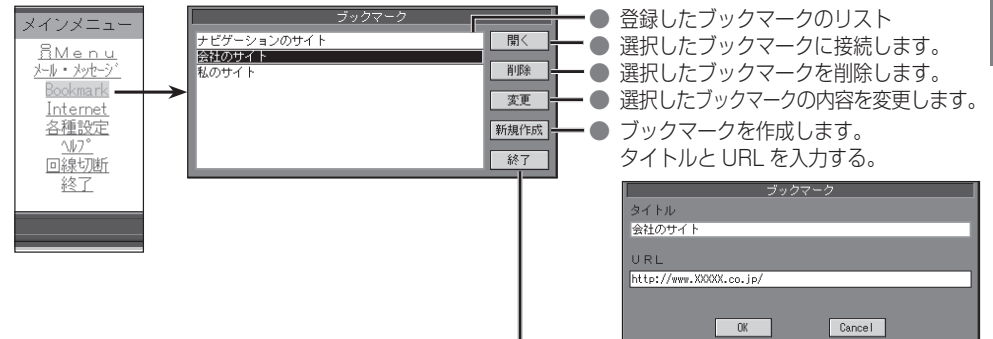 メインメニュー
呂Ｍｅｎｕ
ﾒｰﾙ・ﾒｯｾｰｼﾞ
Bookmark
Internet
各種設定
ﾍﾙﾌﾟ
回線切断
終了
ブックマーク
ナビゲーションのサイト
会社のサイト
私のサイト
開く
削除
変更
新規作成
終了
● 登録したブックマークのリスト
● 選択したブックマークに接続します。
● 選択したブックマークを削除します。
● 選択したブックマークの内容を変更します。
● ブックマークを作成します。
タイトルと URL を入力する。
ブックマーク
タイトル
会社のサイト
ＵＲＬ
http://www.XXXXX.co.jp/
OK
Cancel